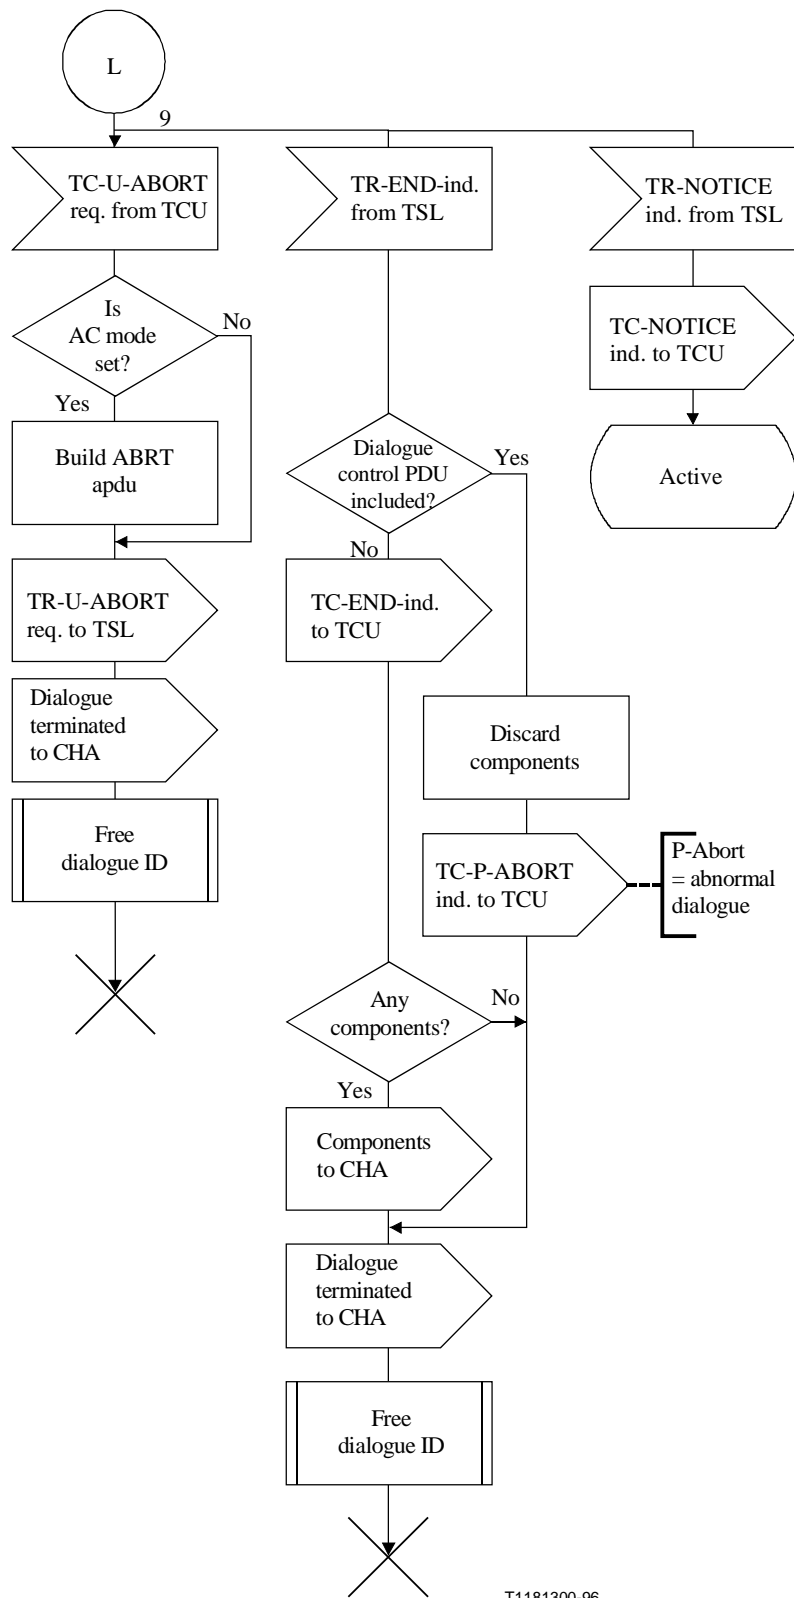 L
9
TC-U-ABORT
req. from TCU
TR-END-ind.
from TSL
TR-NOTICE
ind. from TSL
Is
AC mode
set?
No
Yes
TC-NOTICE
ind. to TCU
Build ABRT
apdu
Dialogue
control PDU
included?
Yes
No
Active
TR-U-ABORT
req. to TSL
TC-END-ind.
to TCU
Dialogue
terminated
to CHA
Discard
components
Free
dialogue ID
TC-P-ABORT
ind. to TCU
P-Abort
= abnormal
dialogue
Any
components?
No
Yes
Components
to CHA
Dialogue
terminated
to CHA
Free
dialogue ID
T1181300-96